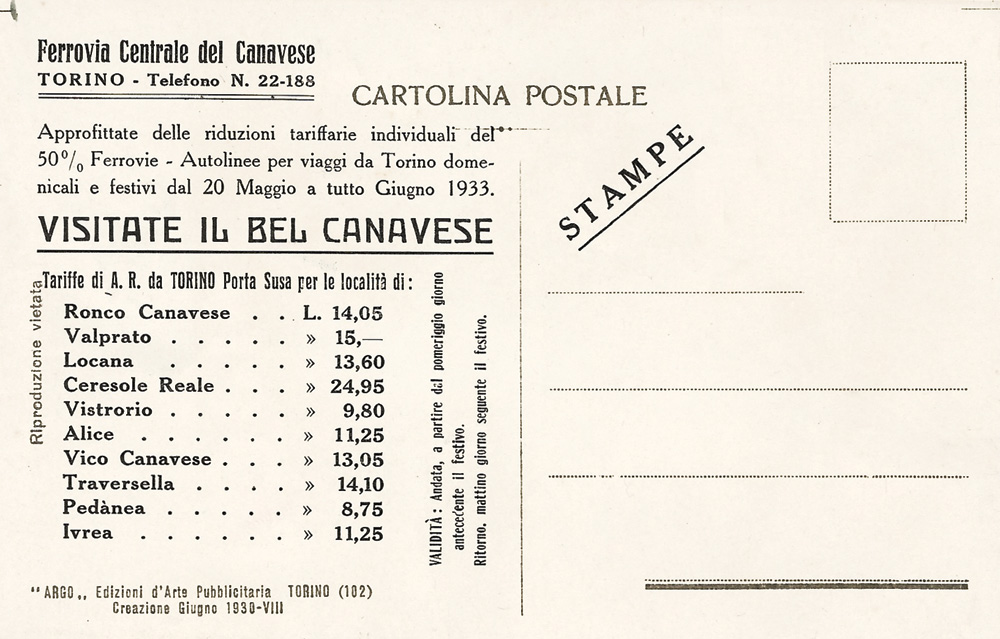 Ferrovia Centrale del Canavese
TORINO - Telefono N. 22-188
CARTOLINA POSTALE
Approfittate delle riduzioni tariffarie individuali del
50% Ferrovie - Autolinee per viaggi da Torino dome-
nicali e festivi dal 20 Maggio a tutto Giugno 1933.
VISITATE IL BEL CANAVESE
STAMPE
Tariffe di A. R. da TORINO Porta Susa per le località di:
Ronco Canavese . . L. 14,05
Valprato . . . . . » 15,—
Locana . . . . . » 13,60
Ceresole Reale . . . » 24,95
Vistrorio . . . . . » 9,80
Alice . . . . . . » 11,25
Vico Canavese . . . » 13,05
Traversella . . . . » 14,10
Pedànea . . . . . » 8,75
Ivrea . . . . . . » 11,25
Riproduzione vietata
VALIDITÀ: Andata, a partire dal pomeriggio giorno
antecedente il festivo.
Ritorno, mattino giorno seguente il festivo.
"ARGO„ Edizioni d'Arte Pubblicitaria TORINO (102)
Creazione Giugno 1930-VIII